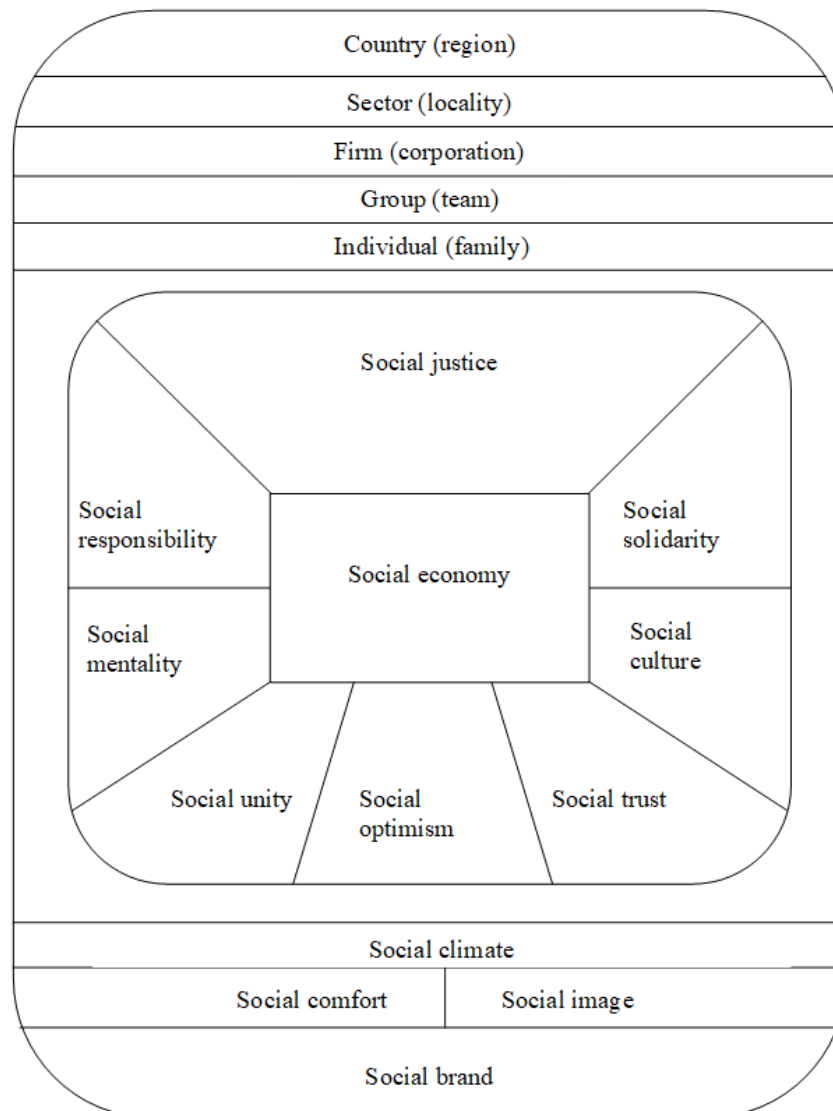 Country (region)
Sector (locality)
Firm (corporation)
Group (team)
Individual (family)
Social justice
Social
responsibility
Social
solidarity
Social economy
Social
mentality
Social
culture
Social unity
Social
optimism
Social trust
Social climate
Social comfort
Social image
Social brand